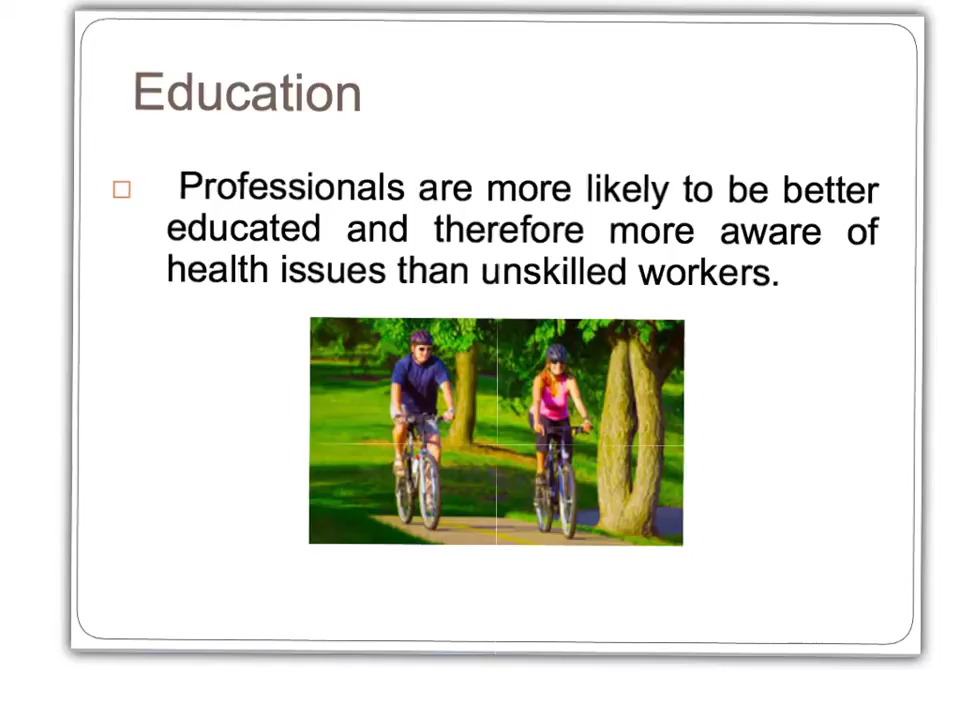 Education
Professionals are more likely to be better
educated and therefore more aware of
health issues than unskilled workers.